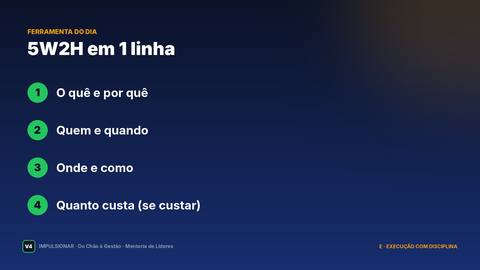 FERRAMENTA DO DIA
5W2H em 1 linha
1 O quê e por quê
2 Quem e quando
3 Onde e como
4 Quanto custa (se custar)
V4 IMPULSIONAR · Do Chão à Gestão · Mentoria de Líderes
E · EXECUÇÃO COM DISCIPLINA